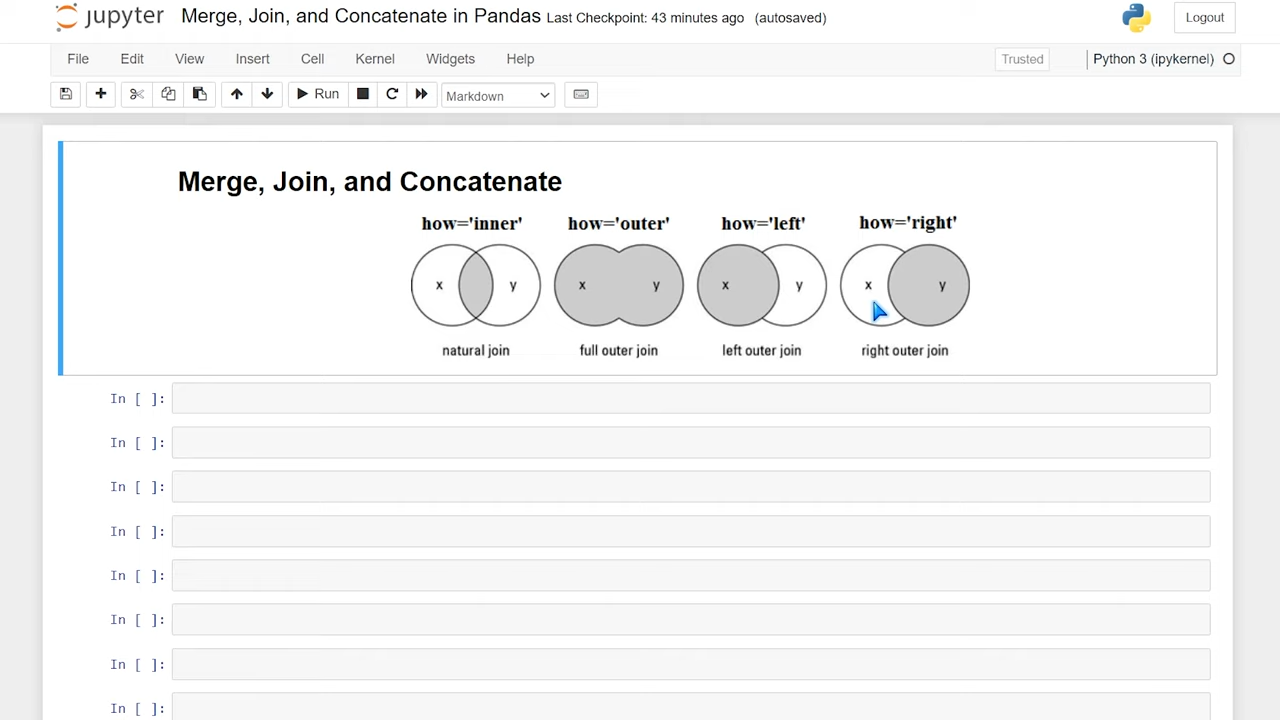 jupyter Merge, Join, and Concatenate in Pandas Last Checkpoint: 43 minutes ago (autosaved) Logout
File Edit View Insert Cell Kernel Widgets Help Trusted Python 3 (ipykernel)
Run Markdown
Merge, Join, and Concatenate
how='inner' how='outer' how='left' how='right'
x y x y x y x y
natural join full outer join left outer join right outer join
In [ ]:
In [ ]:
In [ ]:
In [ ]:
In [ ]:
In [ ]:
In [ ]:
In [ ]: